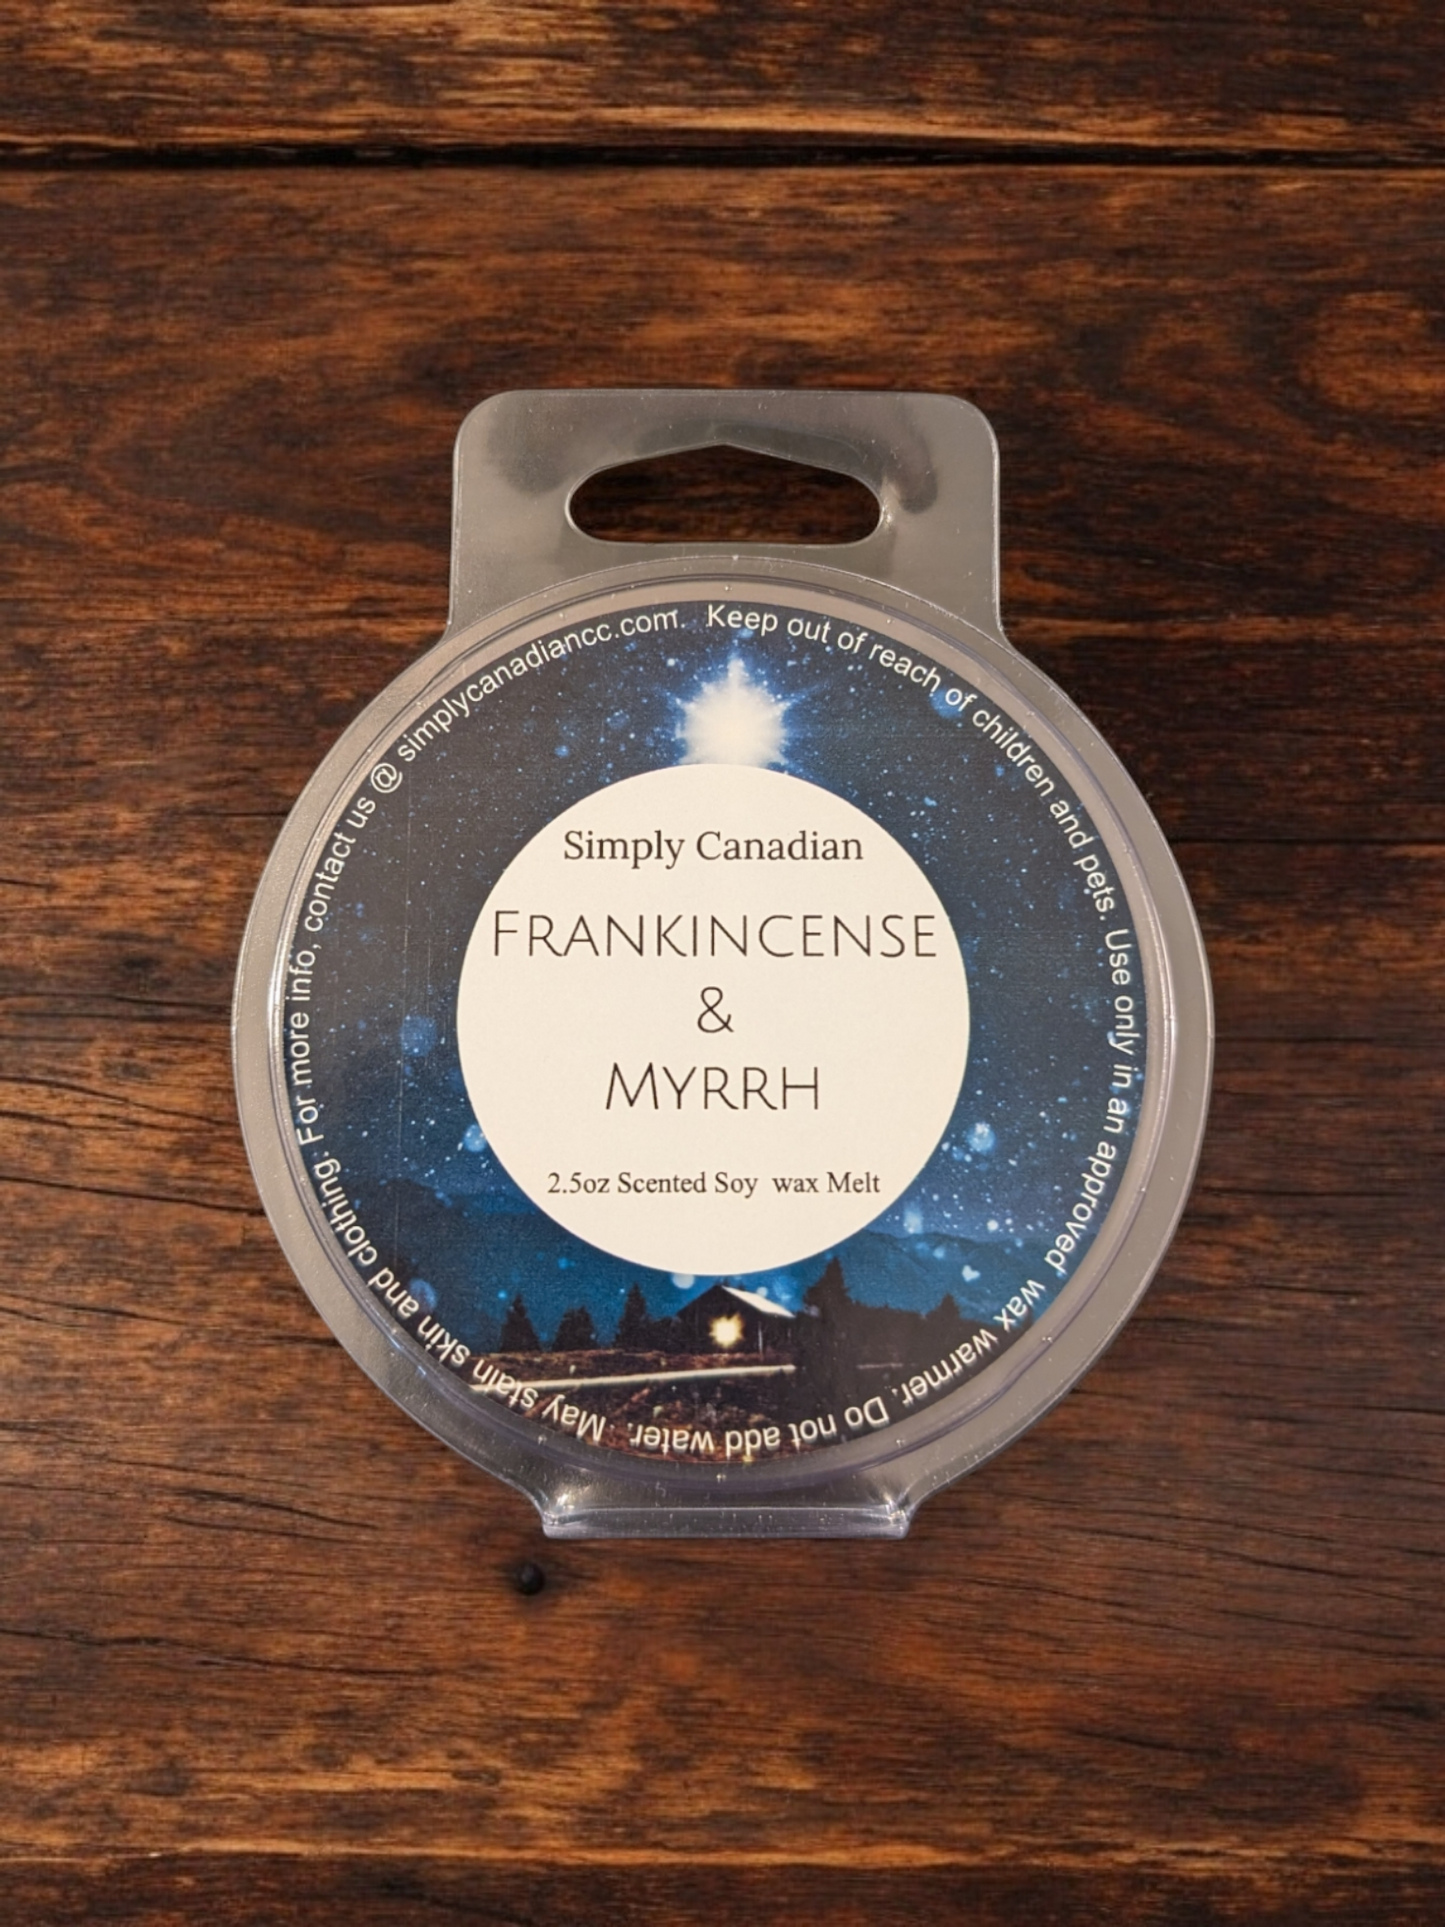 Simply Canadian
FRANKINCENSE
&
MYRRH
2.5oz Scented Soy wax Melt
Keep out of reach of children and pets. Use only in an approved wax warmer. Do not add water. May stain skin and clothing. For more info, contact us @ simplycanadiancc.com.